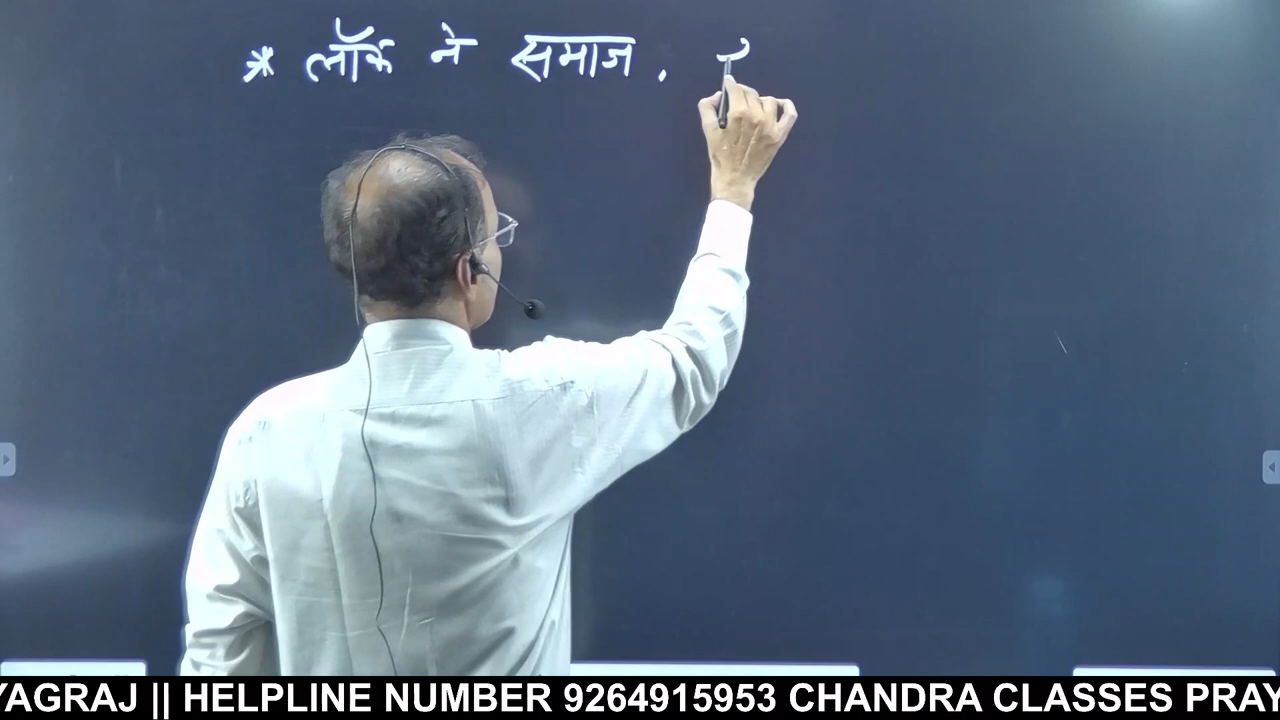 * लॉक ने समाज .
YAGRAJ || HELPLINE NUMBER 9264915953 CHANDRA CLASSES PRAY